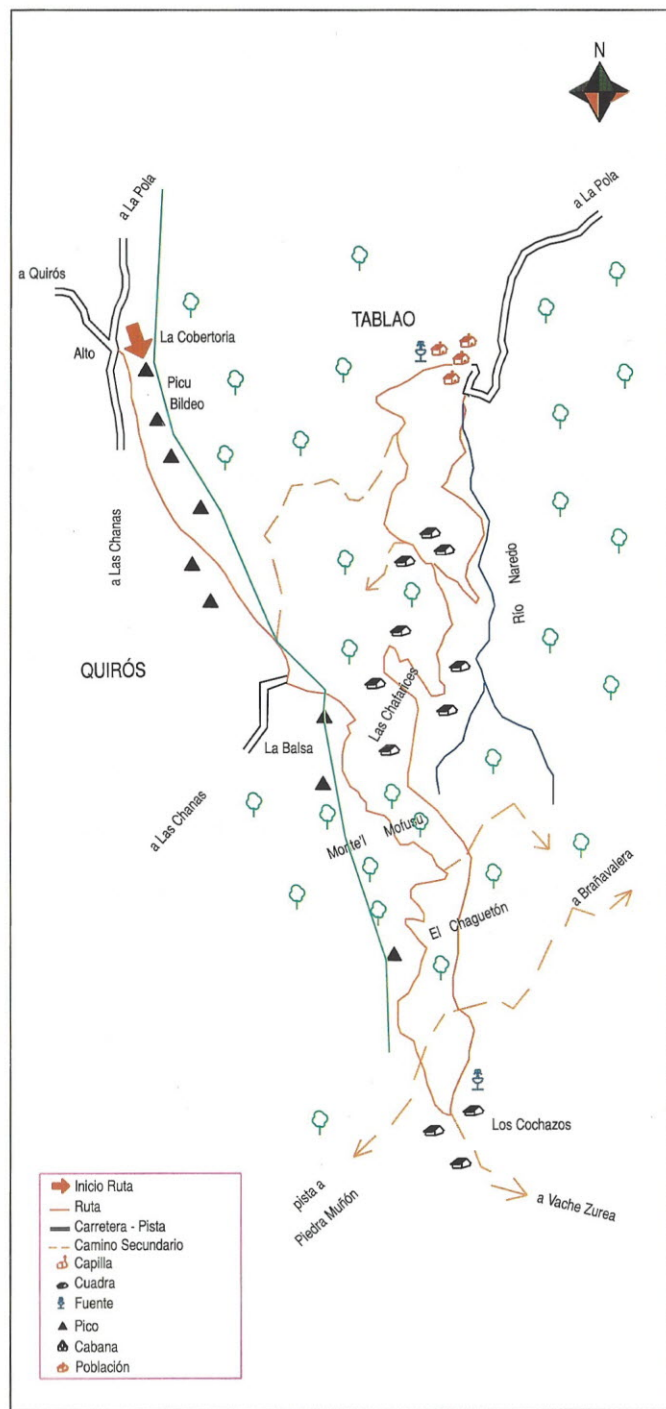 N
a La Pola
a La Pola
a Quirós
TABLAO
La Cobertoria
Alto
Picu
Bildeo
a Las Chanas
Río Naredo
QUIRÓS
Las Chafarices
La Balsa
a Las Chanas
Monte'l Mofusu
a Brañavalera
El Chaguetón
Los Cochazos
pista a
Piedra Muñón
a Vache Zurea
Inicio Ruta
Ruta
Carretera - Pista
Camino Secundario
Capilla
Cuadra
Fuente
Pico
Cabana
Población